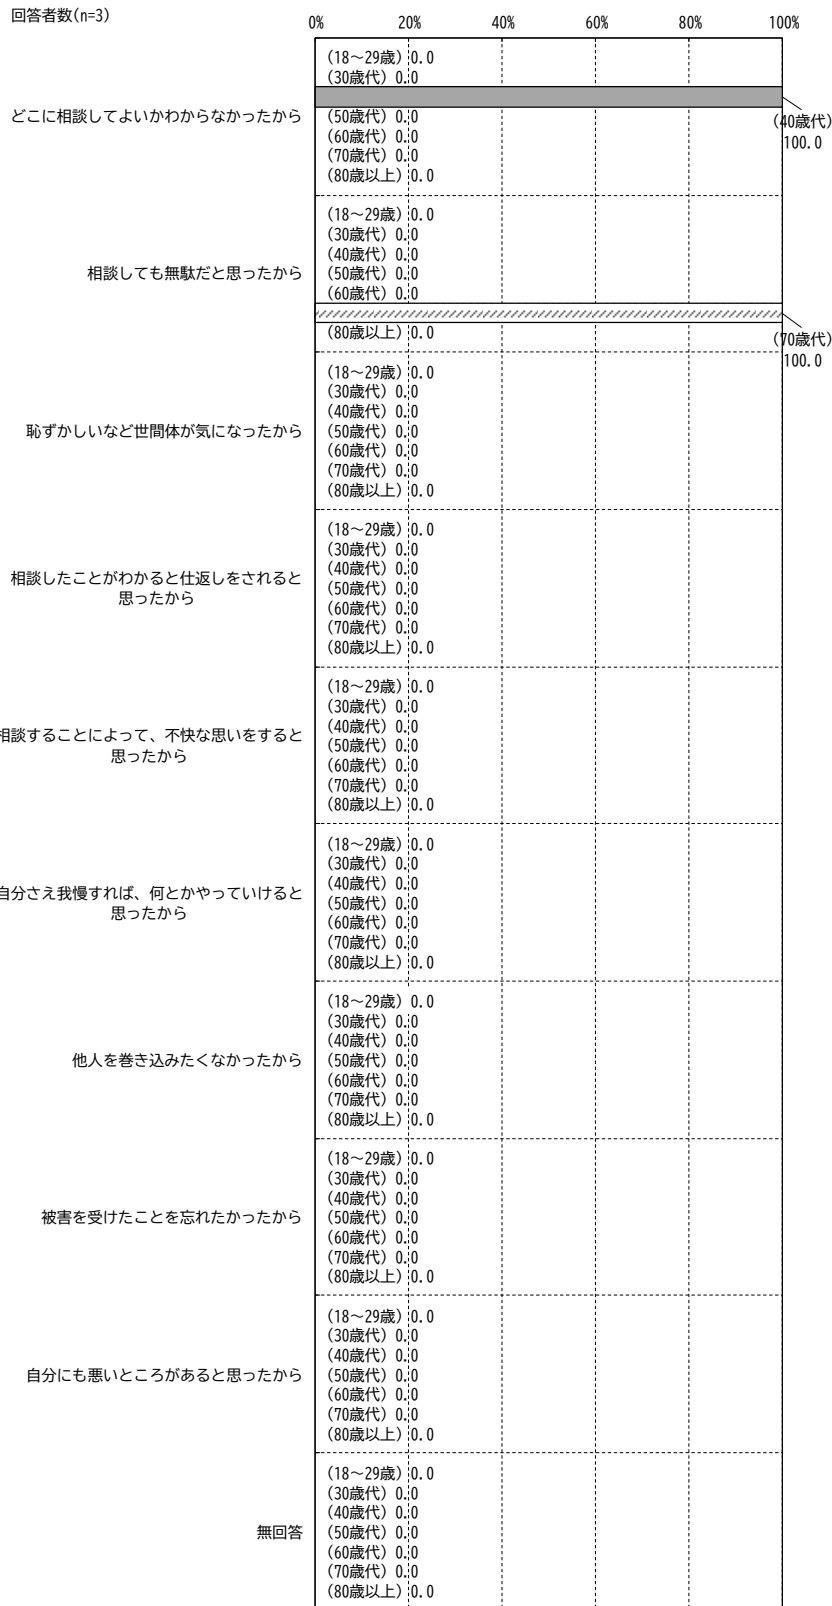 回答者数(n=3)
0% 20% 40% 60% 80% 100%
どこに相談してよいかわからなかったから
(18～29歳) 0.0
(30歳代) 0.0
(40歳代)
100.0
(50歳代) 0.0
(60歳代) 0.0
(70歳代) 0.0
(80歳以上) 0.0
相談しても無駄だと思ったから
(18～29歳) 0.0
(30歳代) 0.0
(40歳代) 0.0
(50歳代) 0.0
(60歳代) 0.0
(70歳代)
100.0
(80歳以上) 0.0
恥ずかしいなど世間体が気になったから
(18～29歳) 0.0
(30歳代) 0.0
(40歳代) 0.0
(50歳代) 0.0
(60歳代) 0.0
(70歳代) 0.0
(80歳以上) 0.0
相談したことがわかると仕返しをされると
思ったから
(18～29歳) 0.0
(30歳代) 0.0
(40歳代) 0.0
(50歳代) 0.0
(60歳代) 0.0
(70歳代) 0.0
(80歳以上) 0.0
相談することによって、不快な思いをすると
思ったから
(18～29歳) 0.0
(30歳代) 0.0
(40歳代) 0.0
(50歳代) 0.0
(60歳代) 0.0
(70歳代) 0.0
(80歳以上) 0.0
自分さえ我慢すれば、何とかやっていけると
思ったから
(18～29歳) 0.0
(30歳代) 0.0
(40歳代) 0.0
(50歳代) 0.0
(60歳代) 0.0
(70歳代) 0.0
(80歳以上) 0.0
他人を巻き込みたくなかったから
(18～29歳) 0.0
(30歳代) 0.0
(40歳代) 0.0
(50歳代) 0.0
(60歳代) 0.0
(70歳代) 0.0
(80歳以上) 0.0
被害を受けたことを忘れたかったから
(18～29歳) 0.0
(30歳代) 0.0
(40歳代) 0.0
(50歳代) 0.0
(60歳代) 0.0
(70歳代) 0.0
(80歳以上) 0.0
自分にも悪いところがあると思ったから
(18～29歳) 0.0
(30歳代) 0.0
(40歳代) 0.0
(50歳代) 0.0
(60歳代) 0.0
(70歳代) 0.0
(80歳以上) 0.0
無回答
(18～29歳) 0.0
(30歳代) 0.0
(40歳代) 0.0
(50歳代) 0.0
(60歳代) 0.0
(70歳代) 0.0
(80歳以上) 0.0